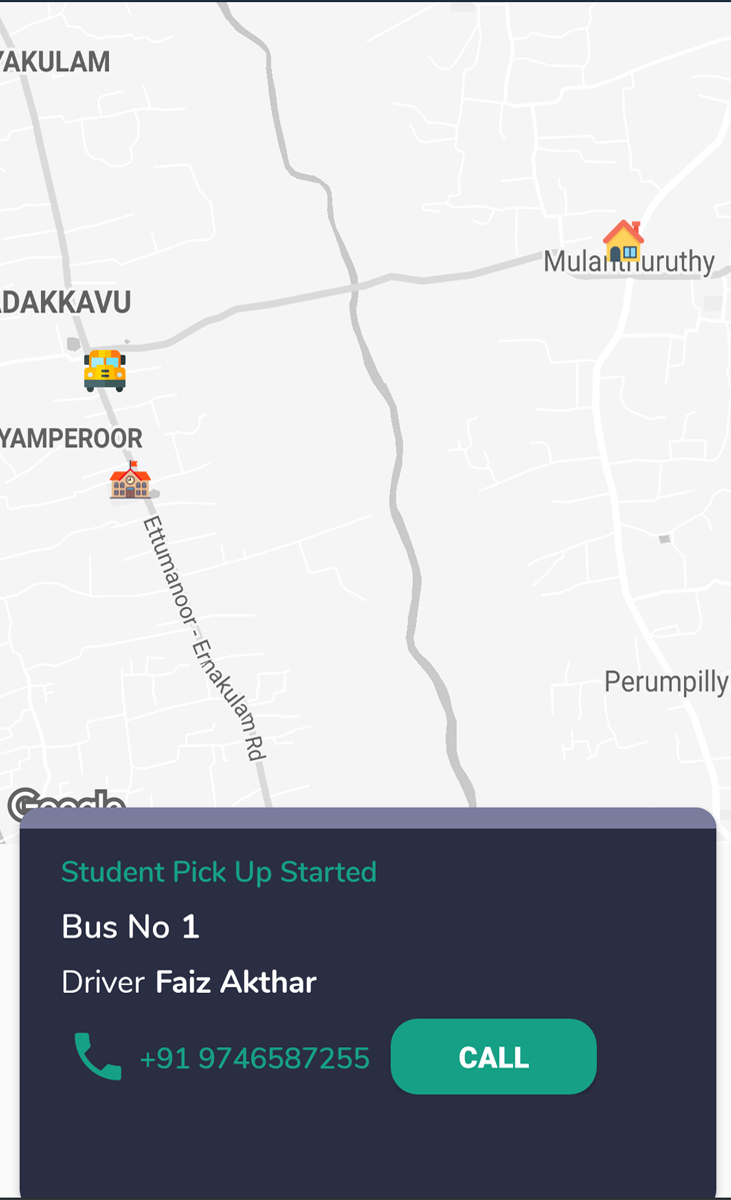 YAKULAM
Mulanthuruthy
ADAKKAVU
YAMPEROOR
Ettumanoor - Ernakulam Rd
Perumpilly
Google
Student Pick Up Started
Bus No 1
Driver Faiz Akthar
+91 9746587255
CALL